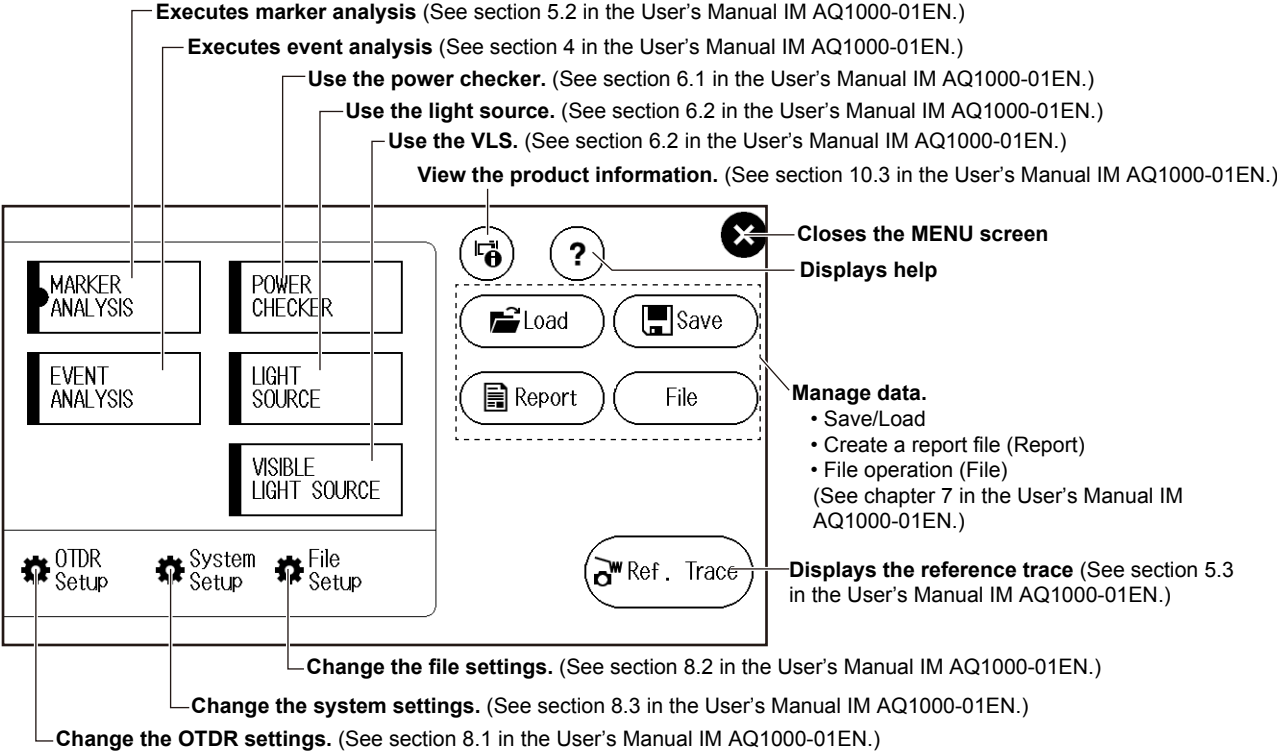 Executes marker analysis (See section 5.2 in the User's Manual IM AQ1000-01EN.)
Executes event analysis (See section 4 in the User's Manual IM AQ1000-01EN.)
Use the power checker. (See section 6.1 in the User's Manual IM AQ1000-01EN.)
Use the light source. (See section 6.2 in the User's Manual IM AQ1000-01EN.)
Use the VLS. (See section 6.2 in the User's Manual IM AQ1000-01EN.)
View the product information. (See section 10.3 in the User's Manual IM AQ1000-01EN.)
MARKER
ANALYSIS
POWER
CHECKER
EVENT
ANALYSIS
LIGHT
SOURCE
VISIBLE
LIGHT SOURCE
OTDR
Setup
System
Setup
File
Setup
?
Load
Save
Report
File
Ref. Trace
Closes the MENU screen
Displays help
Manage data.
• Save/Load
• Create a report file (Report)
• File operation (File)
(See chapter 7 in the User's Manual IM
AQ1000-01EN.)
Displays the reference trace (See section 5.3
in the User's Manual IM AQ1000-01EN.)
Change the file settings. (See section 8.2 in the User's Manual IM AQ1000-01EN.)
Change the system settings. (See section 8.3 in the User's Manual IM AQ1000-01EN.)
Change the OTDR settings. (See section 8.1 in the User's Manual IM AQ1000-01EN.)